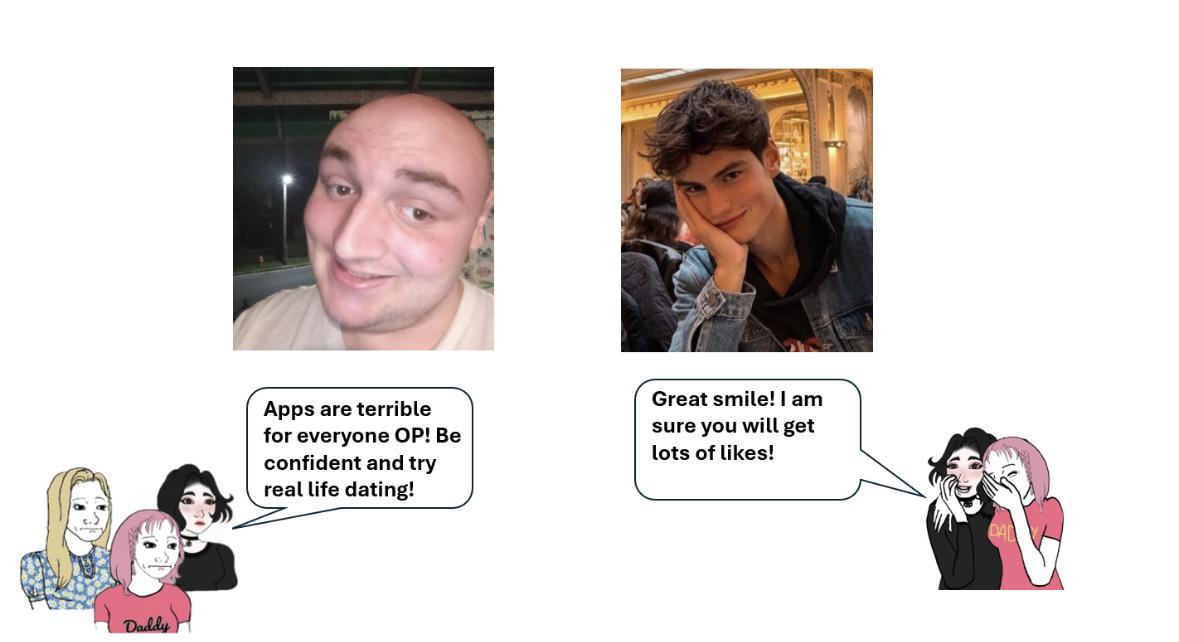 Apps are terrible
for everyone OP! Be
confident and try
real life dating!
Great smile! I am
sure you will get
lots of likes!
Daddy